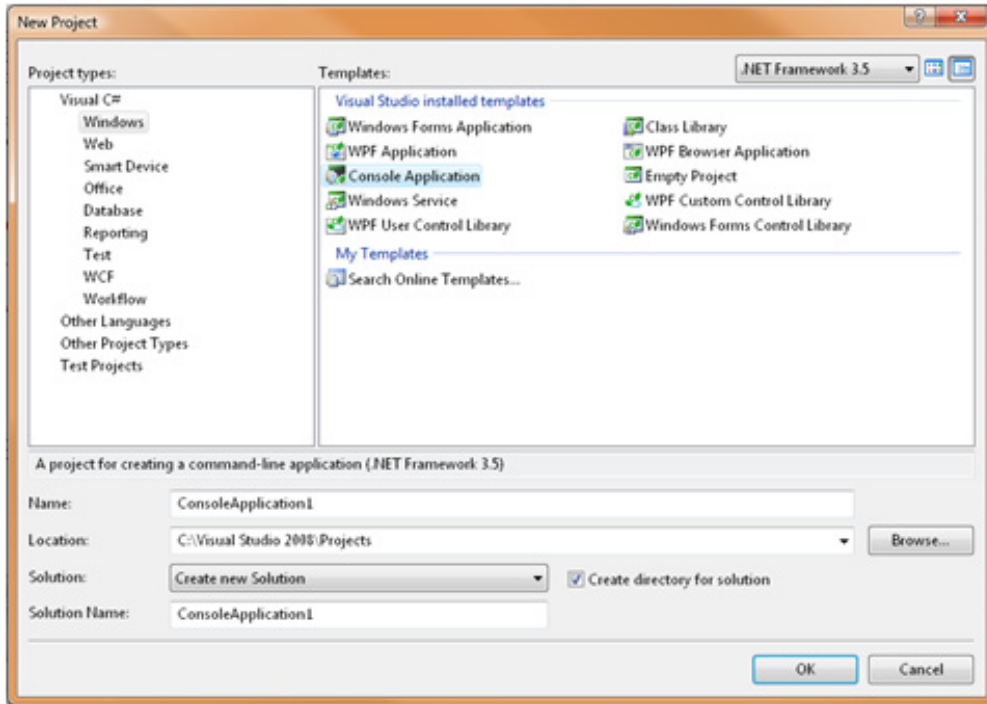 New Project
Project types:
Templates:
.NET Framework 3.5
Visual C#
Windows
Web
Smart Device
Office
Database
Reporting
Test
WCF
Workflow
Other Languages
Other Project Types
Test Projects
Visual Studio installed templates
Windows Forms Application
Class Library
WPF Application
WPF Browser Application
Console Application
Empty Project
Windows Service
WPF Custom Control Library
WPF User Control Library
Windows Forms Control Library
My Templates
Search Online Templates...
A project for creating a command-line application (.NET Framework 3.5)
Name:
ConsoleApplication1
Location:
C:\Visual Studio 2008\Projects
Browse...
Solution:
Create new Solution
Create directory for solution
Solution Name:
ConsoleApplication1
OK
Cancel